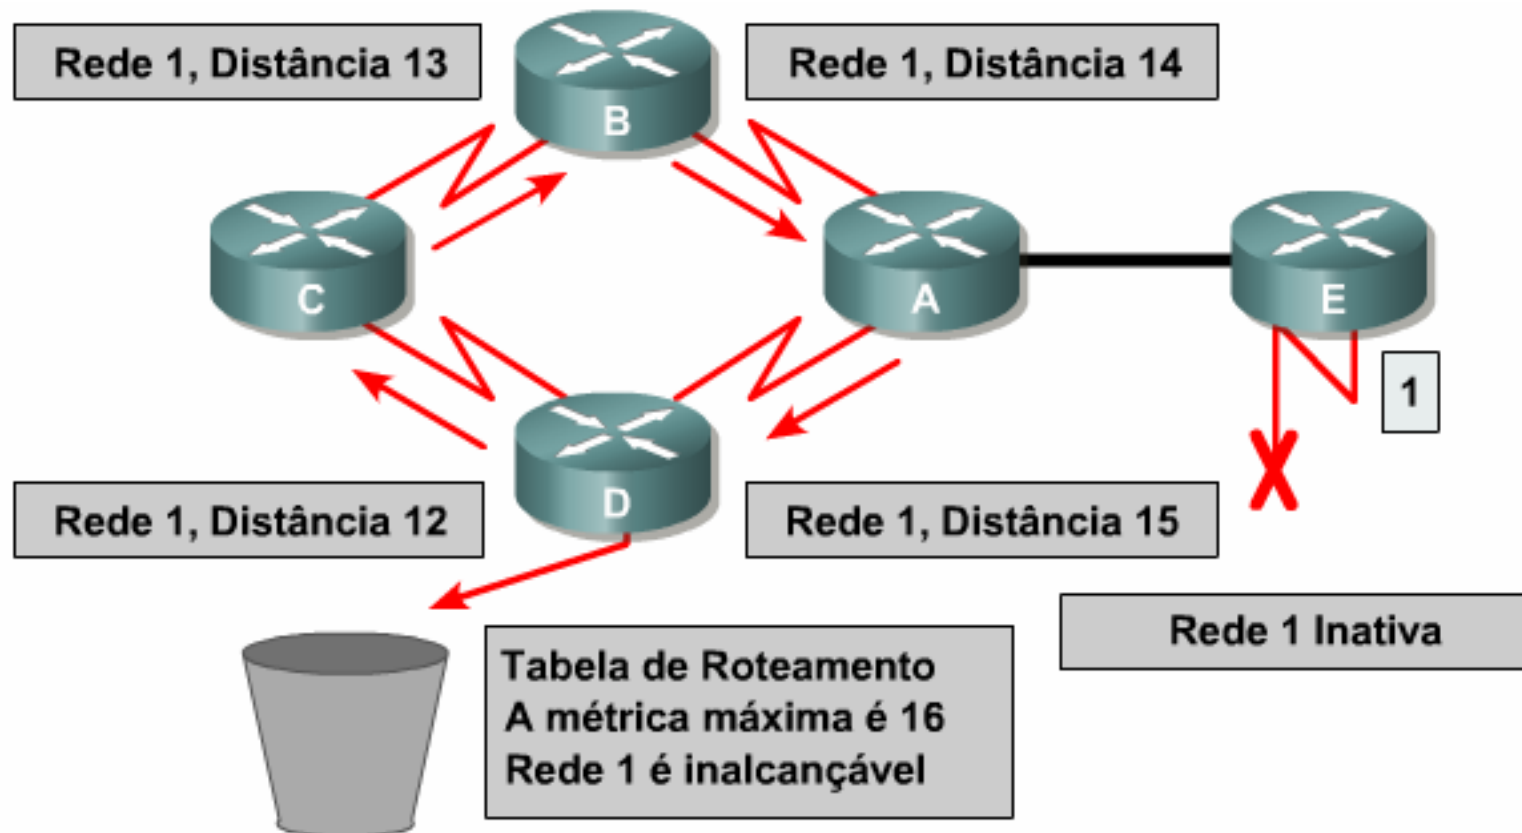 Rede 1, Distância 13
B
Rede 1, Distância 14
C
A
E
1
Rede 1, Distância 12
D
Rede 1, Distância 15
Rede 1 Inativa
Tabela de Roteamento
A métrica máxima é 16
Rede 1 é inalcançável